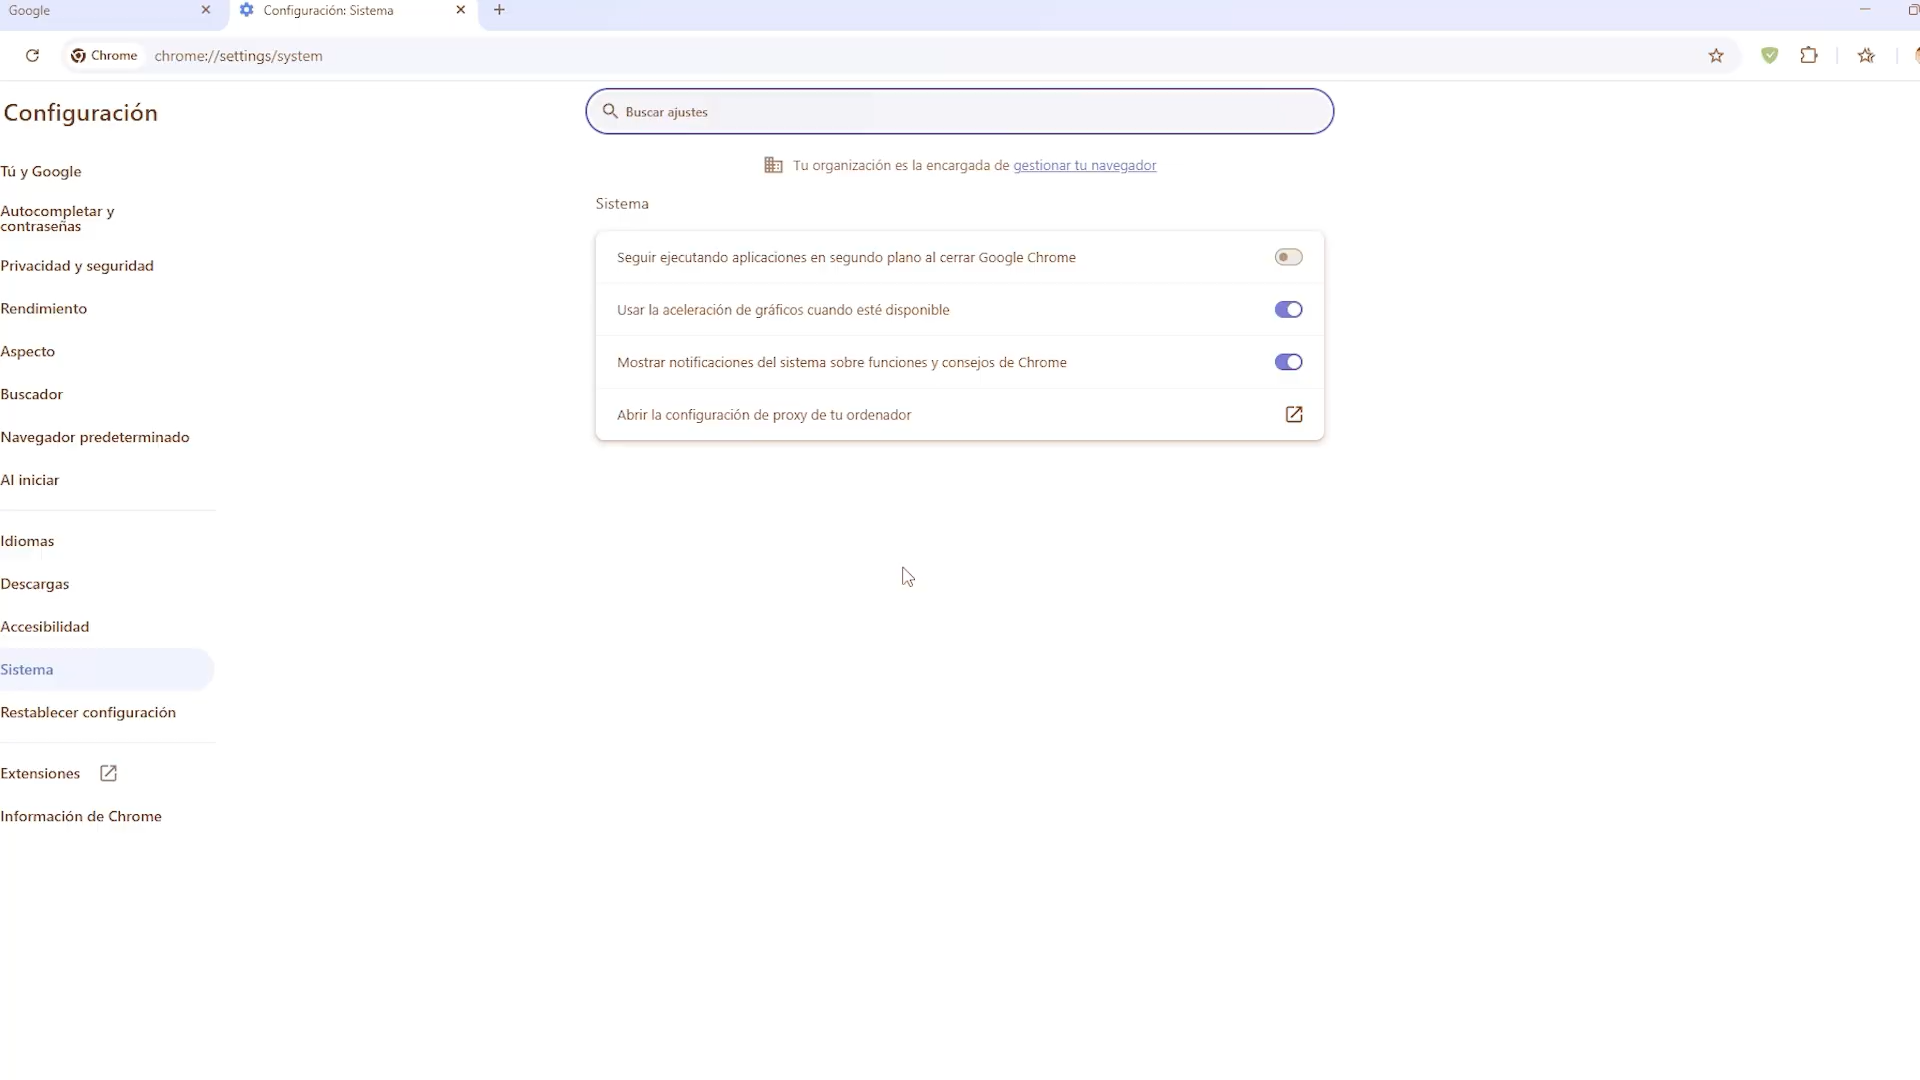 Google
Configuración: Sistema
Chrome
chrome://settings/system
Configuración
Buscar ajustes
Tu organización es la encargada de gestionar tu navegador
Tú y Google
Autocompletar y
contraseñas
Privacidad y seguridad
Rendimiento
Aspecto
Buscador
Navegador predeterminado
Al iniciar
Idiomas
Descargas
Accesibilidad
Sistema
Restablecer configuración
Extensiones
Información de Chrome
Sistema
Seguir ejecutando aplicaciones en segundo plano al cerrar Google Chrome
Usar la aceleración de gráficos cuando esté disponible
Mostrar notificaciones del sistema sobre funciones y consejos de Chrome
Abrir la configuración de proxy de tu ordenador